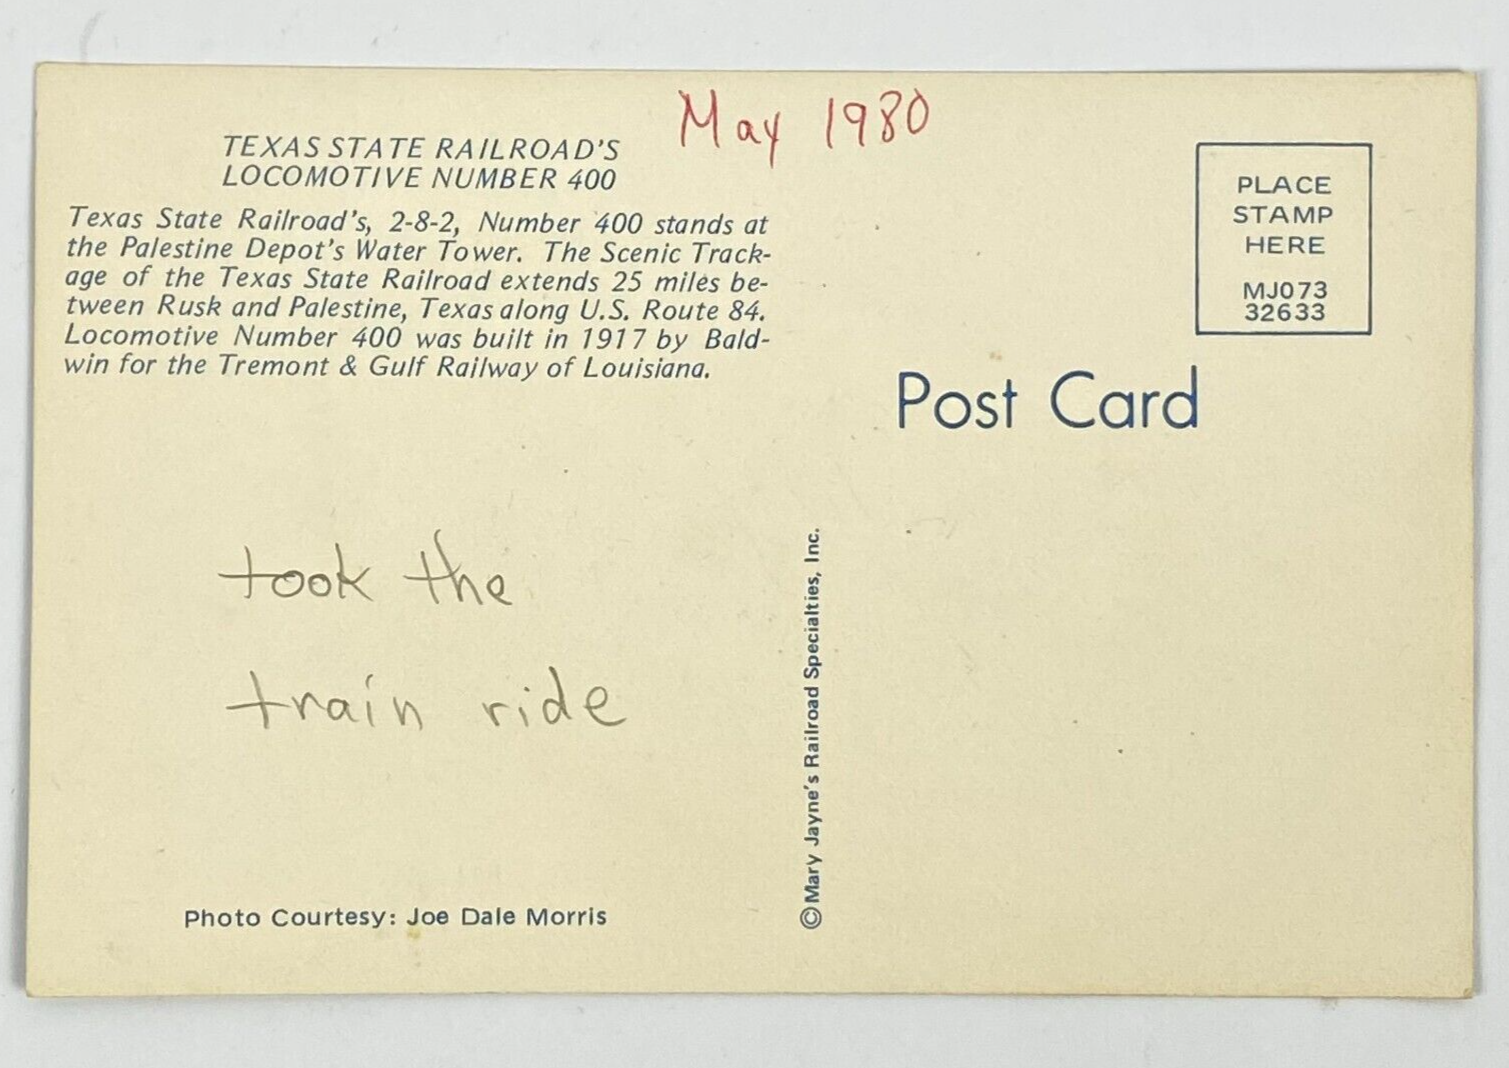 May 1980
TEXAS STATE RAILROAD'S
LOCOMOTIVE NUMBER 400
Texas State Railroad's, 2-8-2, Number 400 stands at
the Palestine Depot's Water Tower. The Scenic Track-
age of the Texas State Railroad extends 25 miles be-
tween Rusk and Palestine, Texas along U.S. Route 84.
Locomotive Number 400 was built in 1917 by Bald-
win for the Tremont & Gulf Railway of Louisiana.
took the
train ride
Photo Courtesy: Joe Dale Morris
©Mary Jayne's Railroad Specialties, Inc.
PLACE
STAMP
HERE
MJ073
32633
Post Card